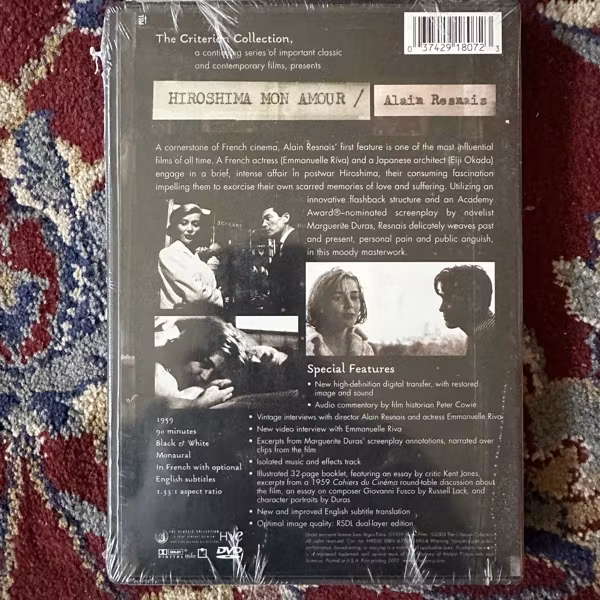 The Criterion Collection,
a continuing series of important classic
and contemporary films, presents
0 37429 18072 3
HIROSHIMA MON AMOUR / Alain Resnais
A cornerstone of French cinema, Alain Resnais' first feature is one of the most influential
films of all time. A French actress (Emmanuelle Riva) and a Japanese architect (Eiji Okada)
engage in a brief, intense affair in postwar Hiroshima, their consuming fascination
impelling them to exorcise their own scarred memories of love and suffering. Utilizing an
innovative flashback structure and an Academy
Award®–nominated screenplay by novelist
Marguerite Duras, Resnais delicately weaves past
and present, personal pain and public anguish,
in this moody masterwork.
Special Features
• New high-definition digital transfer, with restored
image and sound
• Audio commentary by film historian Peter Cowie
• Vintage interviews with director Alain Resnais and actress Emmanuelle Riva
• New video interview with Emmanuelle Riva
• Excerpts from Marguerite Duras' screenplay annotations, narrated over
clips from the film
• Isolated music and effects track
• Illustrated 32-page booklet, featuring an essay by critic Kent Jones,
excerpts from a 1959 Cahiers du Cinéma round-table discussion about
the film, an essay on composer Giovanni Fusco by Russell Lack, and
character portraits by Duras
• New and improved English subtitle translation
• Optimal image quality: RSDL dual-layer edition
1959
90 minutes
Black & White
Monaural
In French with optional
English subtitles
1.33:1 aspect ratio
DOLBY
DIGITAL
DVD